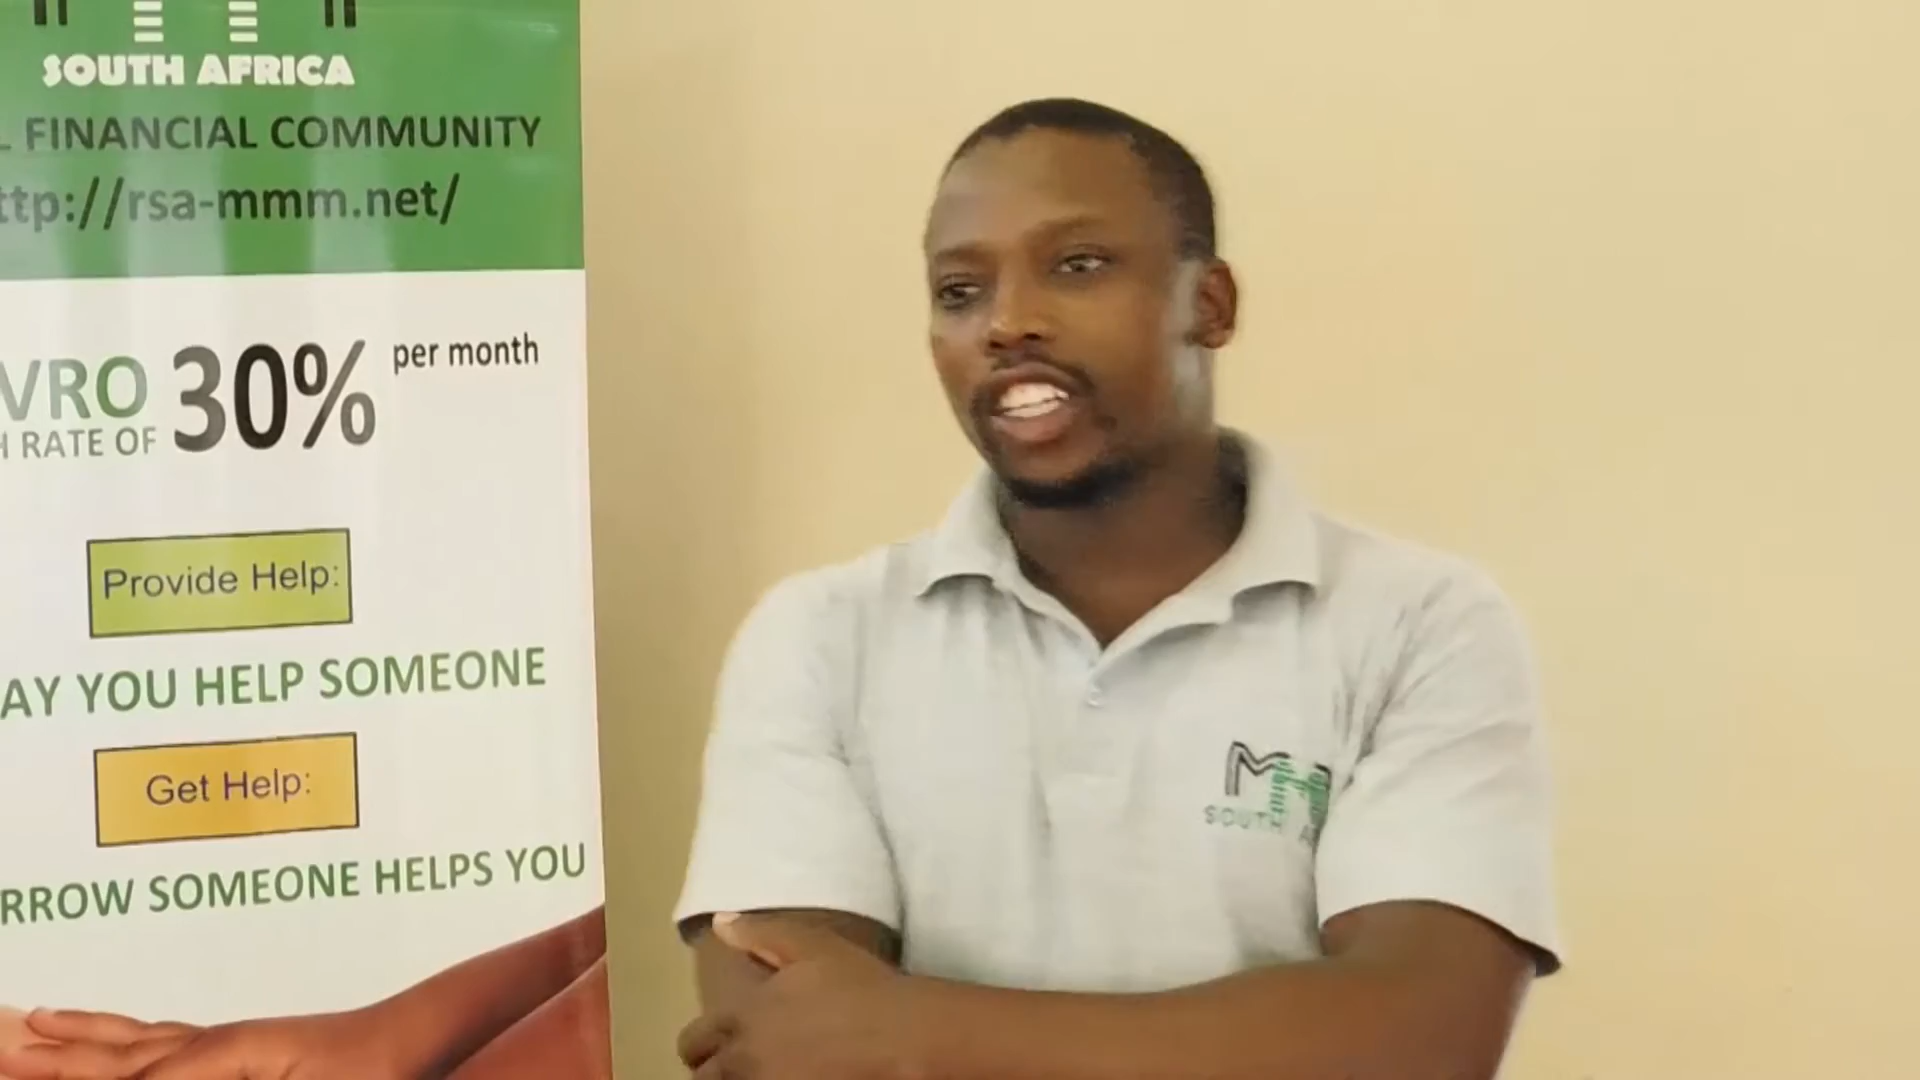 SOUTH AFRICA
FINANCIAL COMMUNITY
ttp://rsa-mmm.net/
VRO 30% per month
RATE OF
Provide Help:
AY YOU HELP SOMEONE
Get Help:
RROW SOMEONE HELPS YOU
SOUTH